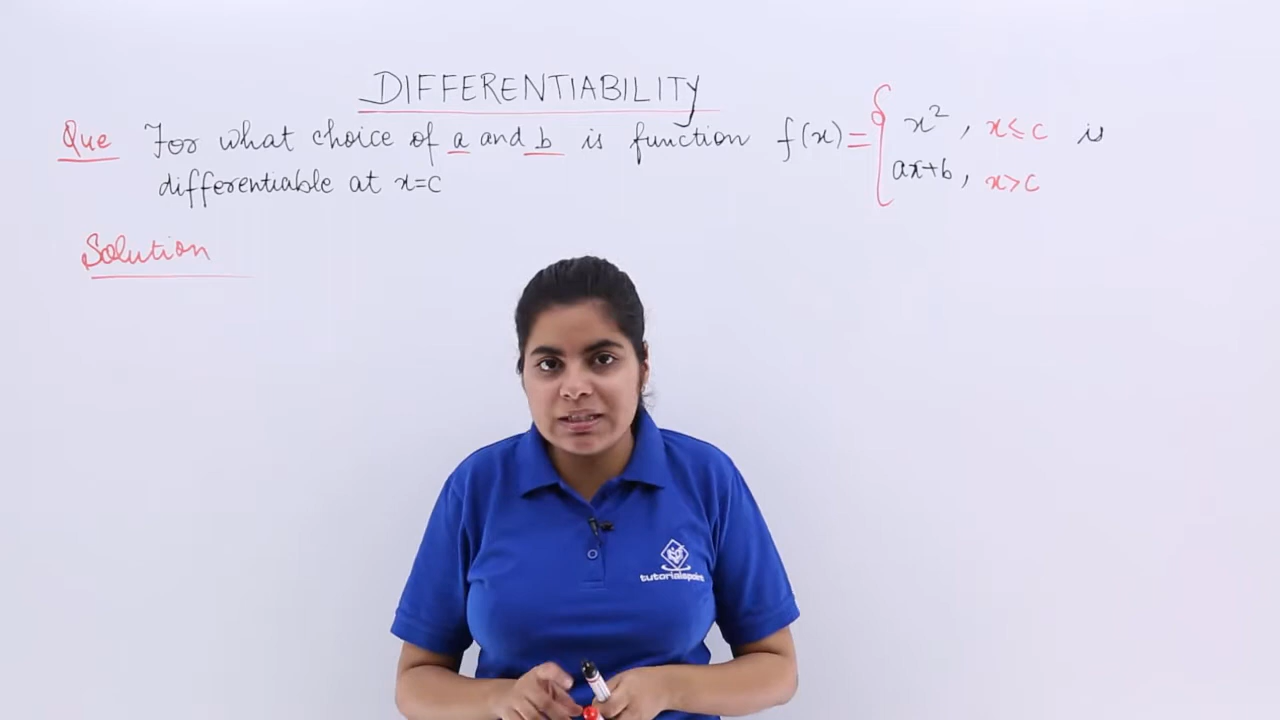 DIFFERENTIABILITY
Que For what choice of a and b is function f(x) = { x², x≤c is
ax+b, x>c
differentiable at x=c
Solution
tutorialspoint